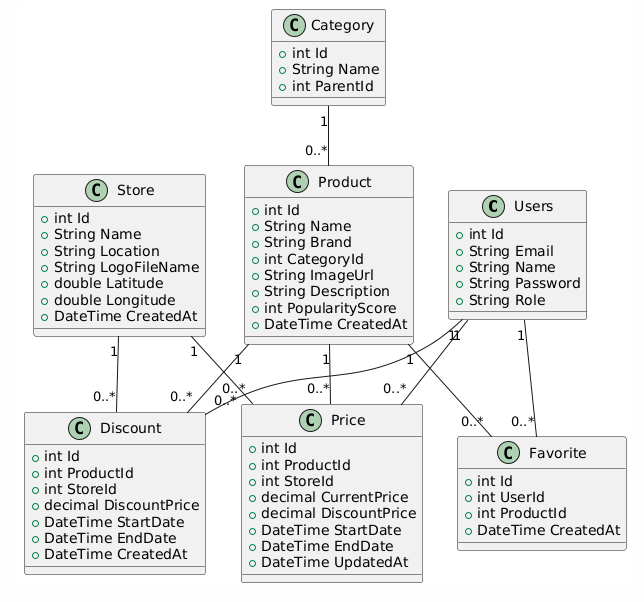 C Category
int Id
String Name
int ParentId
1
0..*
C Store
int Id
String Name
String Location
String LogoFileName
double Latitude
double Longitude
DateTime CreatedAt
C Product
int Id
String Name
String Brand
int CategoryId
String ImageUrl
String Description
int PopularityScore
DateTime CreatedAt
C Users
int Id
String Email
String Name
String Password
String Role
1
1
1
1
1
1
1
1
0..*
0..*
0..*
0..*
0..*
0..*
0..*
0..*
C Discount
int Id
int ProductId
int StoreId
decimal DiscountPrice
DateTime StartDate
DateTime EndDate
DateTime CreatedAt
C Price
int Id
int ProductId
int StoreId
decimal CurrentPrice
decimal DiscountPrice
DateTime StartDate
DateTime EndDate
DateTime UpdatedAt
C Favorite
int Id
int UserId
int ProductId
DateTime CreatedAt